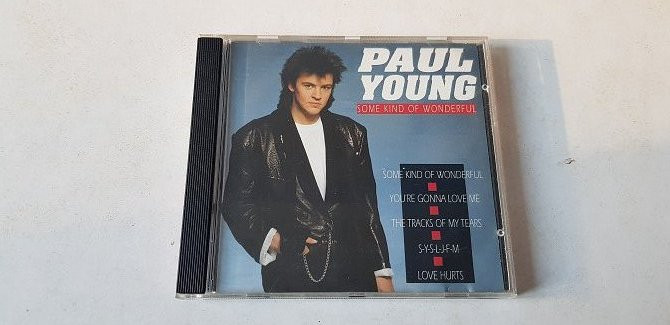 PAUL
YOUNG
SOME KIND OF WONDERFUL
SOME KIND OF WONDERFUL
YOU'RE GONNA LOVE ME
THE TRACKS OF MY TEARS
S-Y-S-L-J-F-M
LOVE HURTS